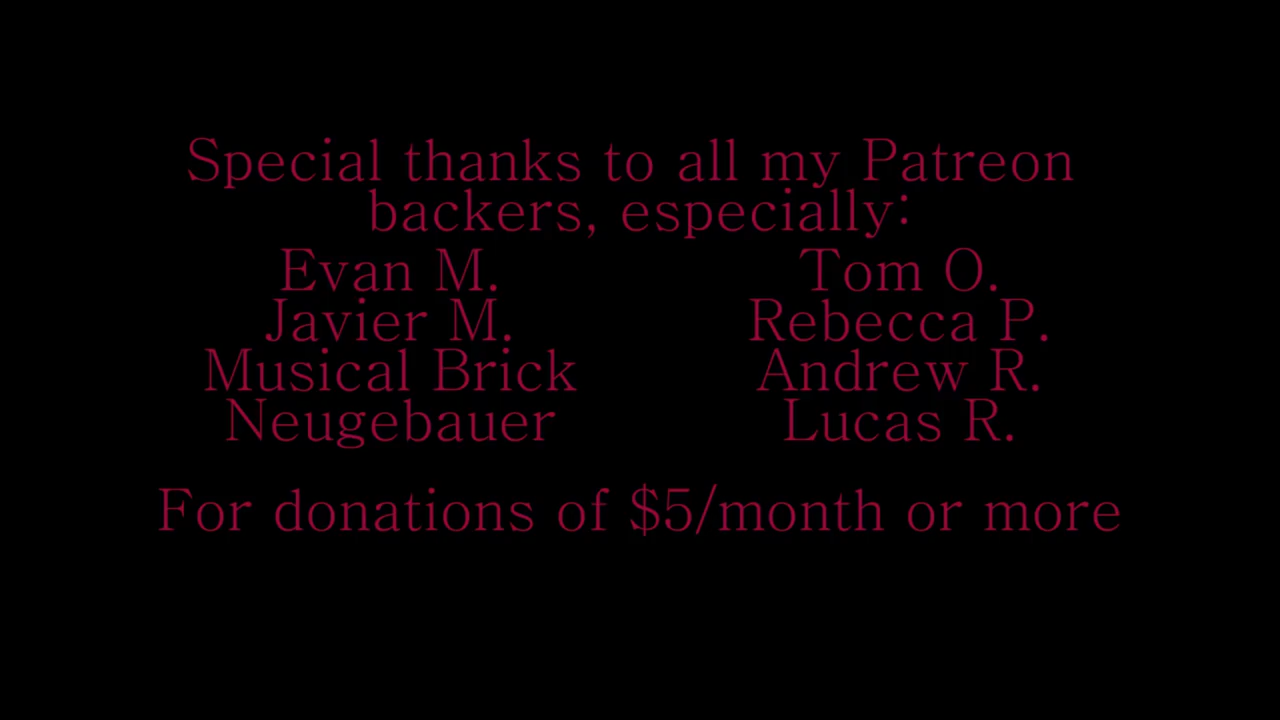 Special thanks to all my Patreon
backers, especially:
Evan M.
Javier M.
Musical Brick
Neugebauer
Tom O.
Rebecca P.
Andrew R.
Lucas R.
For donations of $5/month or more